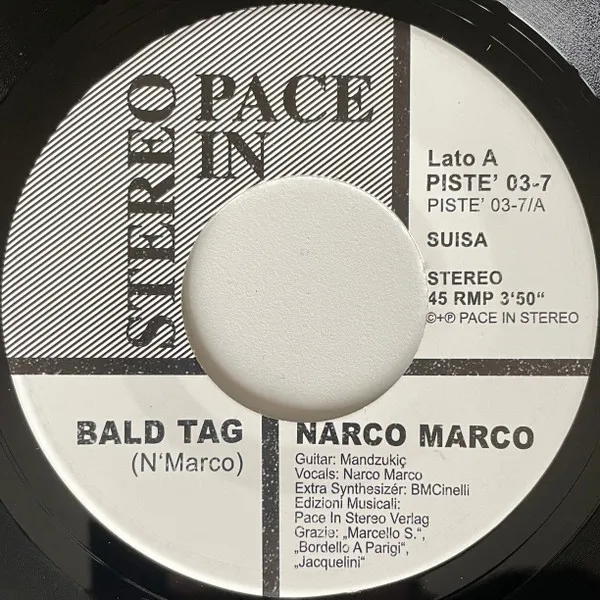 STEREO
PACE
IN
Lato A
PISTE' 03-7
PISTE' 03-7/A
SUISA
STEREO
45 RMP 3‘50“
©+℗ PACE IN STEREO
BALD TAG
(N‘Marco)
NARCO MARCO
Guitar: Mandzukiç
Vocals: Narco Marco
Extra Synthesizér: BMCinelli
Edizioni Musicali:
Pace In Stereo Verlag
Grazie: „Marcello S.“,
„Bordello A Parigi“,
„Jacquelini“